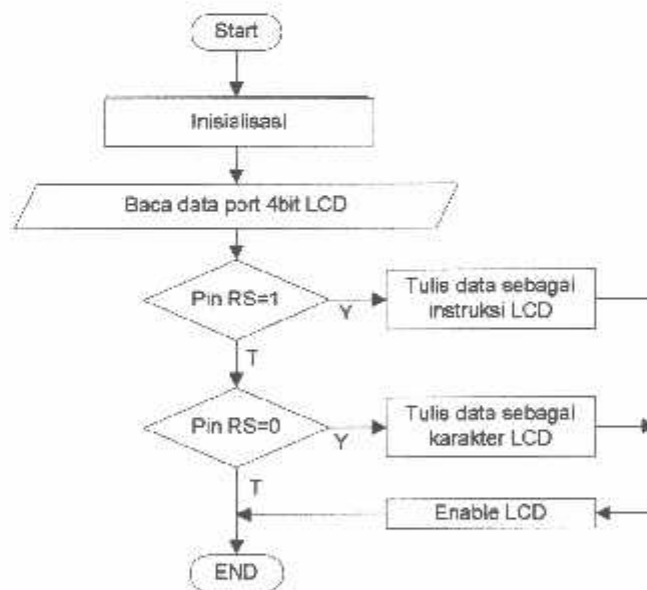 Start
Inisialisasi
Baca data port 4bit LCD
Pin RS=1
Y
Tulis data sebagai
instruksi LCD
T
Pin RS=0
Y
Tulis data sebagai
karakter LCD
T
Enable LCD
END